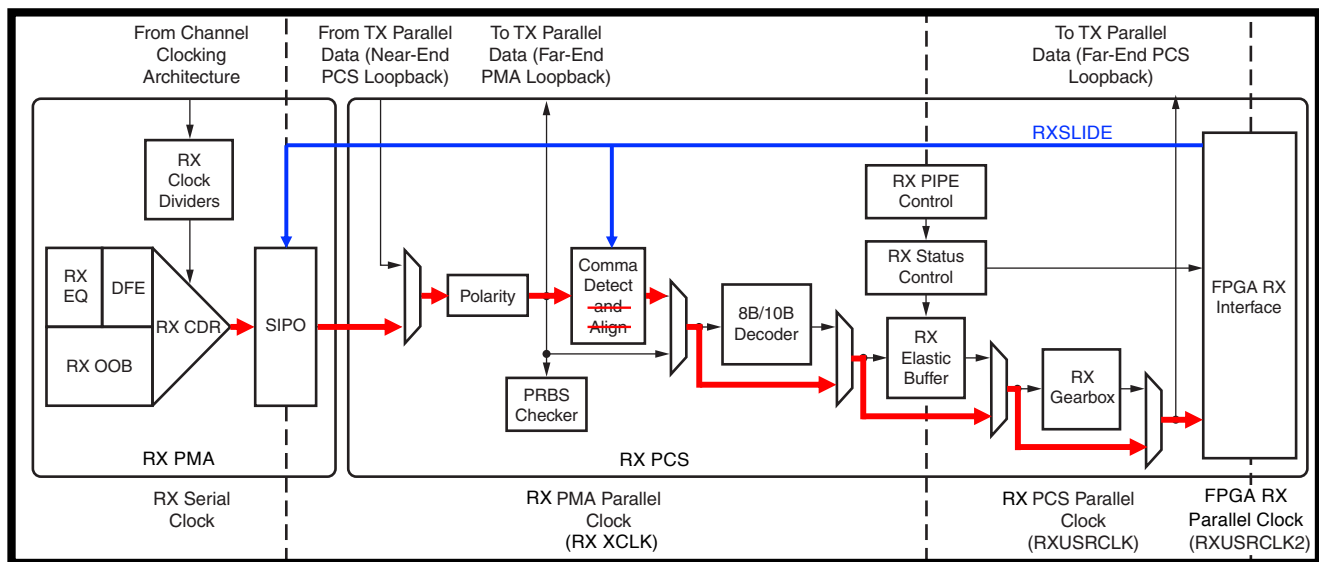 From Channel
Clocking
Architecture
From TX Parallel
Data (Near-End
PCS Loopback)
To TX Parallel
Data (Far-End
PMA Loopback)
To TX Parallel
Data (Far-End PCS
Loopback)
RXSLIDE
RX
Clock
Dividers
RX PIPE
Control
RX
EQ
DFE
RX CDR
RX OOB
SIPO
Polarity
Comma
Detect
and
Align
RX Status
Control
FPGA RX
Interface
8B/10B
Decoder
RX
Elastic
Buffer
PRBS
Checker
RX
Gearbox
RX PMA
RX PCS
RX Serial
Clock
RX PMA Parallel
Clock
(RX XCLK)
RX PCS Parallel
Clock
(RXUSRCLK)
FPGA RX
Parallel Clock
(RXUSRCLK2)